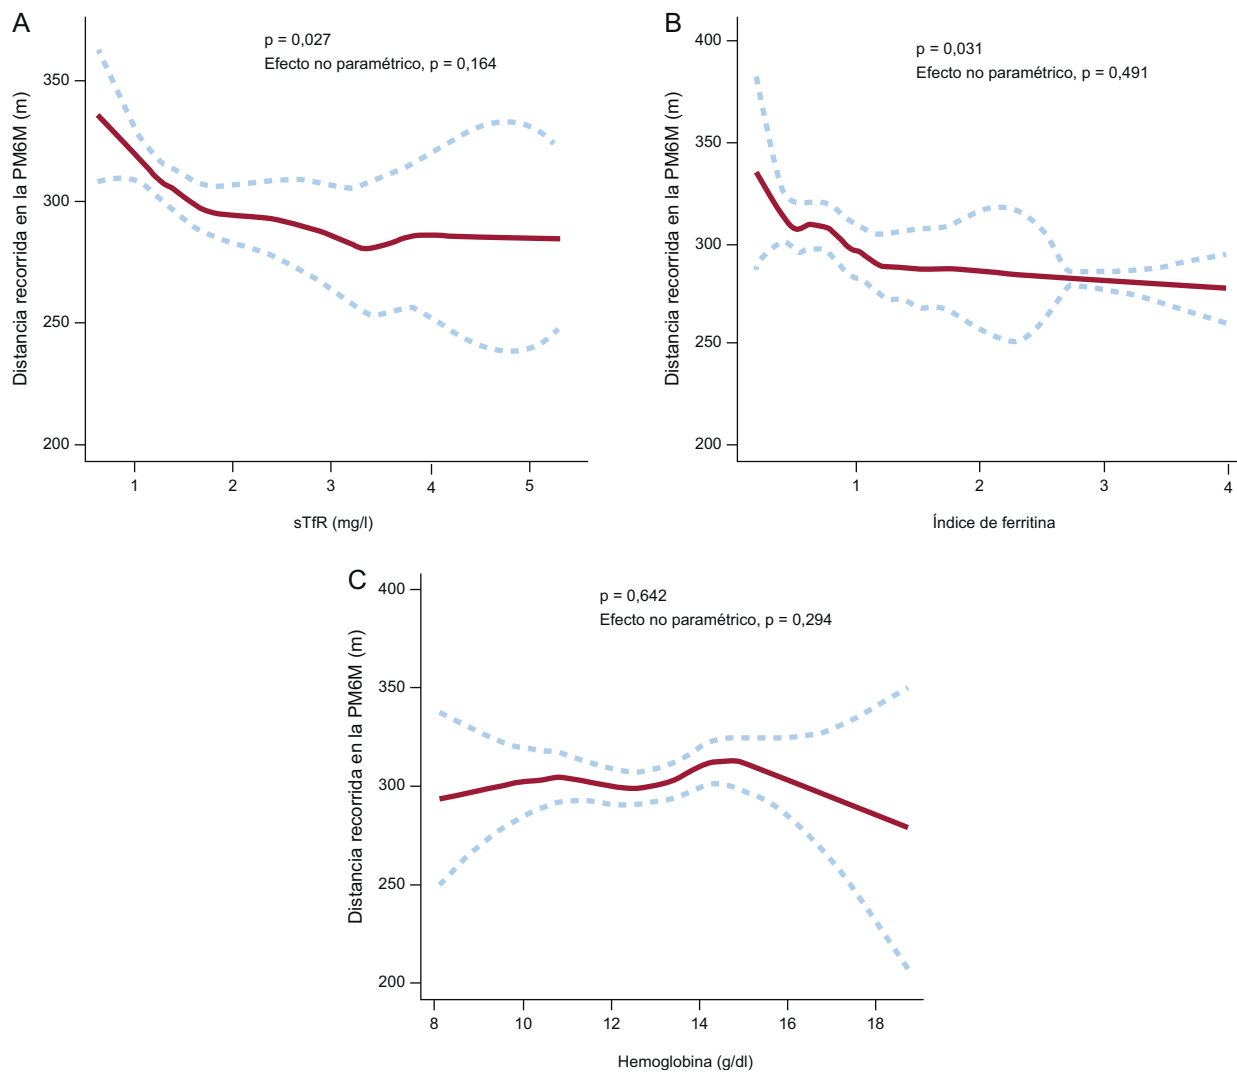 A
p = 0,027
Efecto no paramétrico, p = 0,164
Distancia recorrida en la PM6M (m)
350
300
250
200
1 2 3 4 5
sTfR (mg/l)
B
p = 0,031
Efecto no paramétrico, p = 0,491
Distancia recorrida en la PM6M (m)
400
350
300
250
200
1 2 3 4
Índice de ferritina
C
p = 0,642
Efecto no paramétrico, p = 0,294
Distancia recorrida en la PM6M (m)
400
350
300
250
200
8 10 12 14 16 18
Hemoglobina (g/dl)